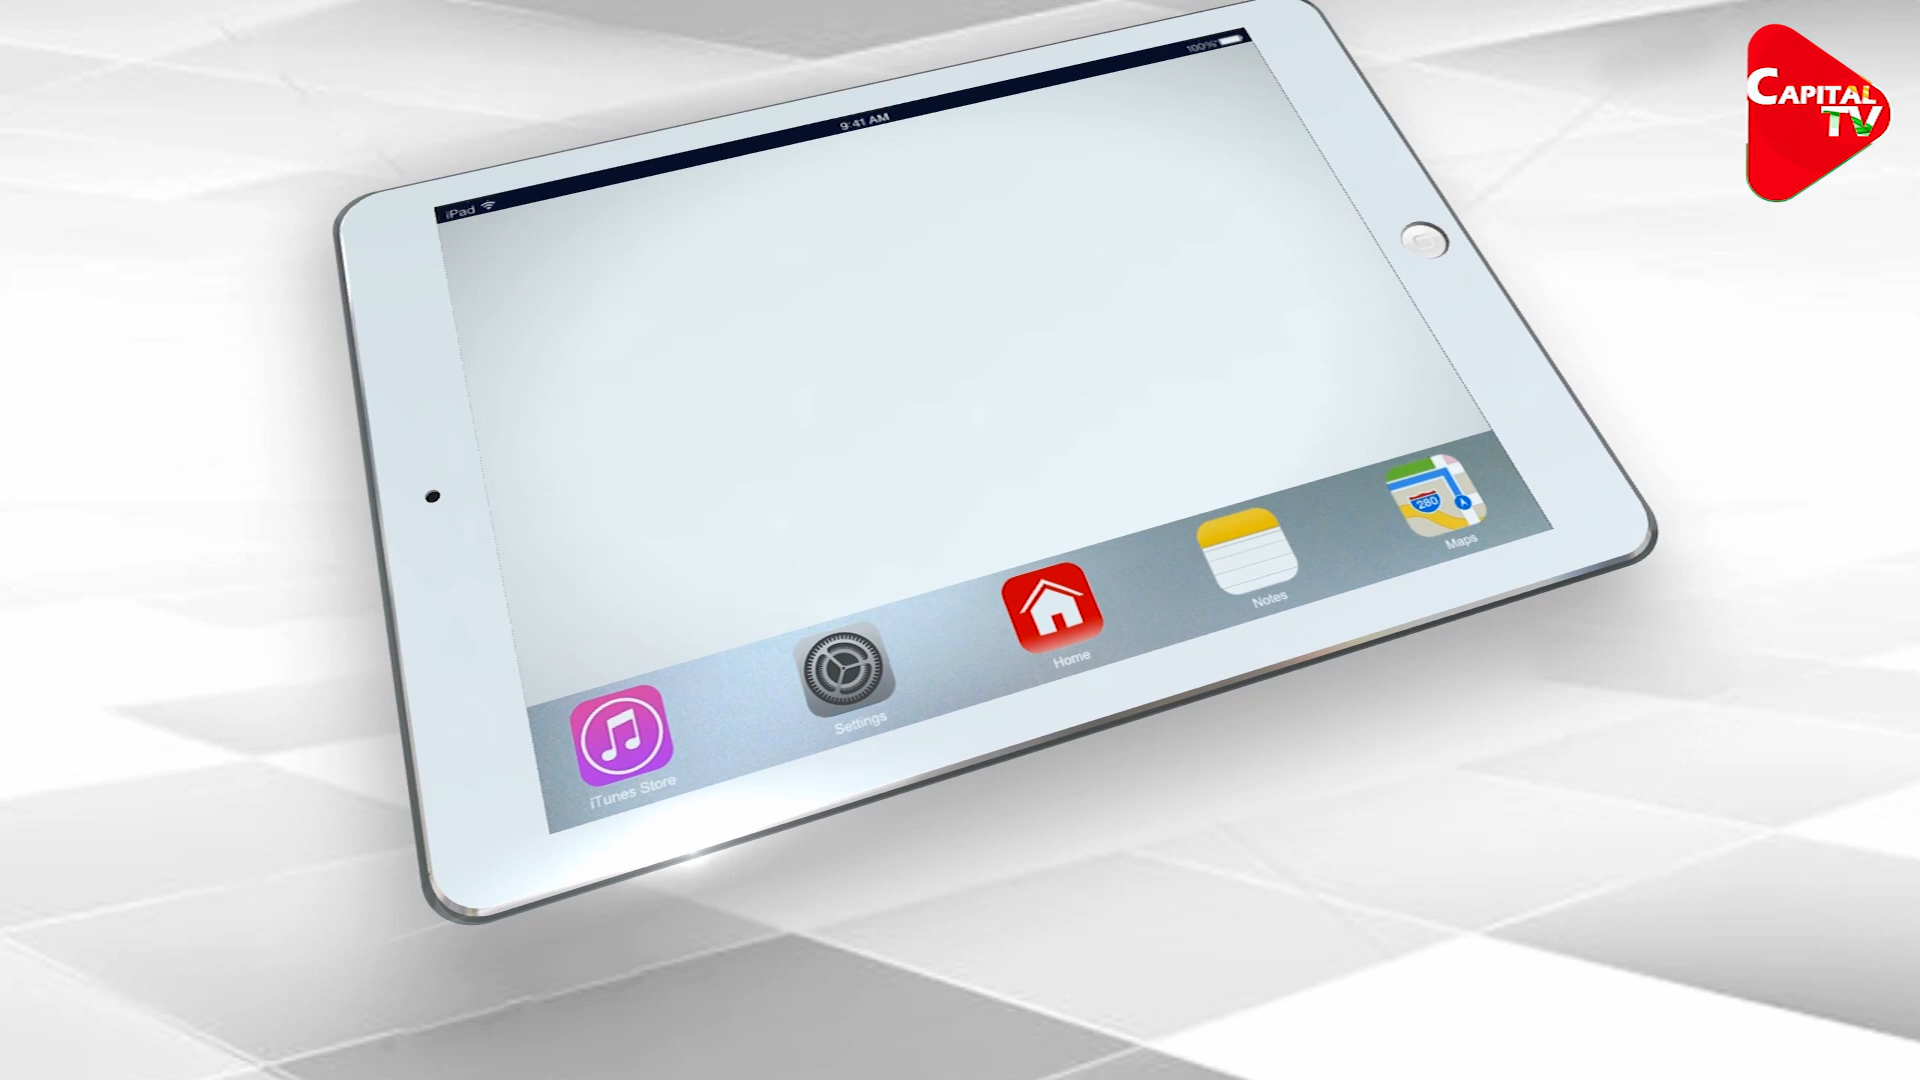 CAPITAL
TV
100%
9:41 AM
iPad
280
Maps
Notes
Home
Settings
iTunes Store